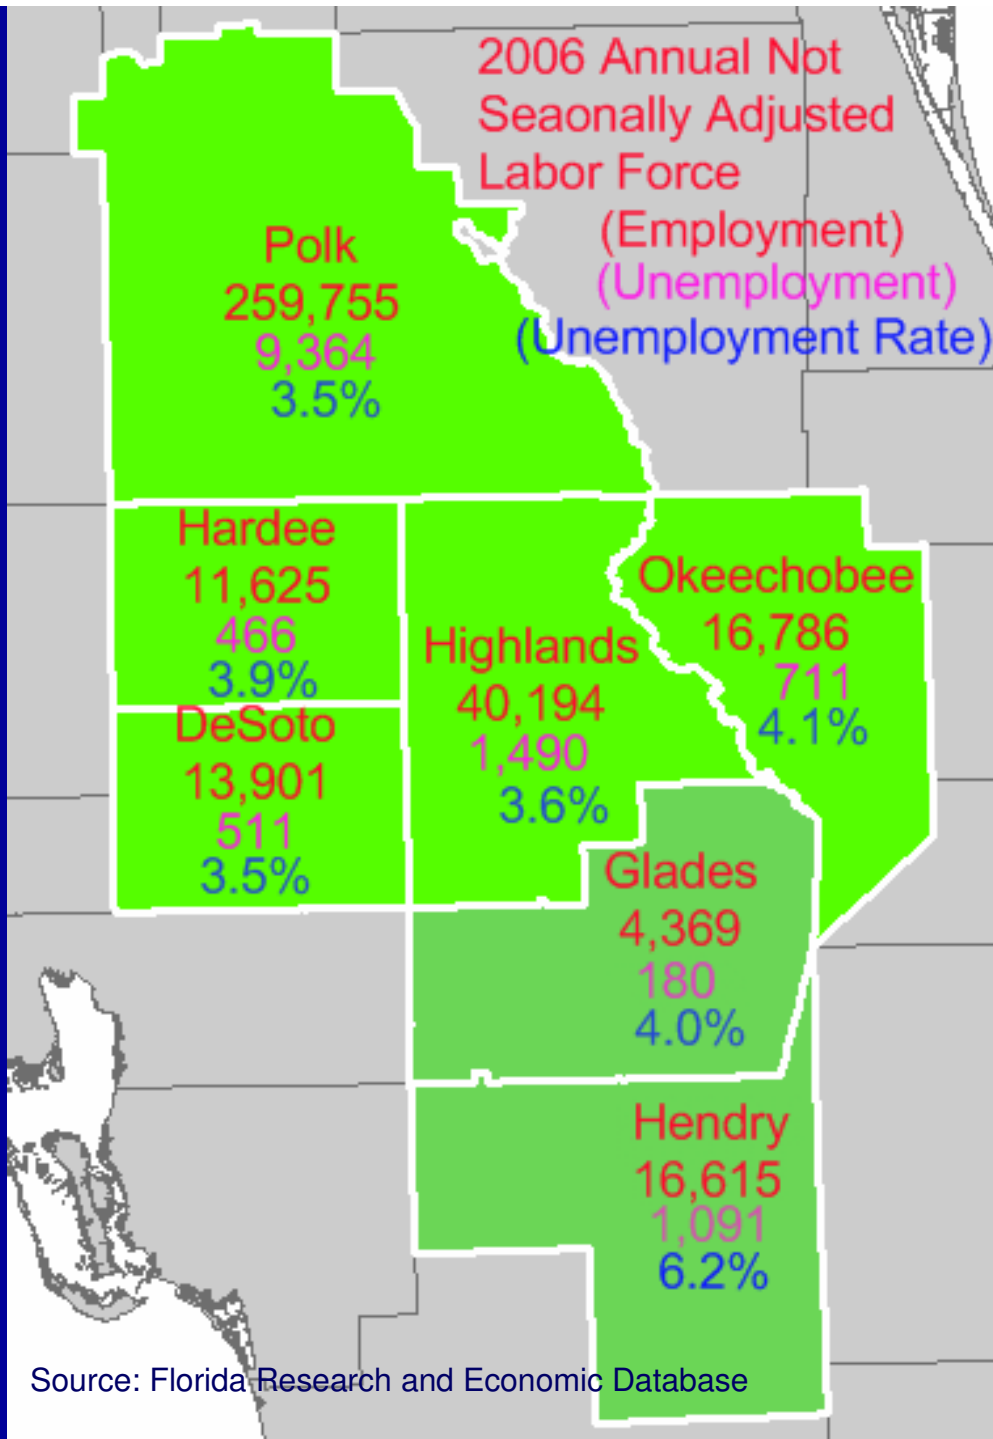 2006 Annual Not
Seaonally Adjusted
Labor Force
(Employment)
(Unemployment)
(Unemployment Rate)
Polk
259,755
9,364
3.5%
Hardee
11,625
466
3.9%
DeSoto
13,901
511
3.5%
Highlands
40,194
1,490
3.6%
Okeechobee
16,786
711
4.1%
Glades
4,369
180
4.0%
Hendry
16,615
1,091
6.2%
Source: Florida Research and Economic Database